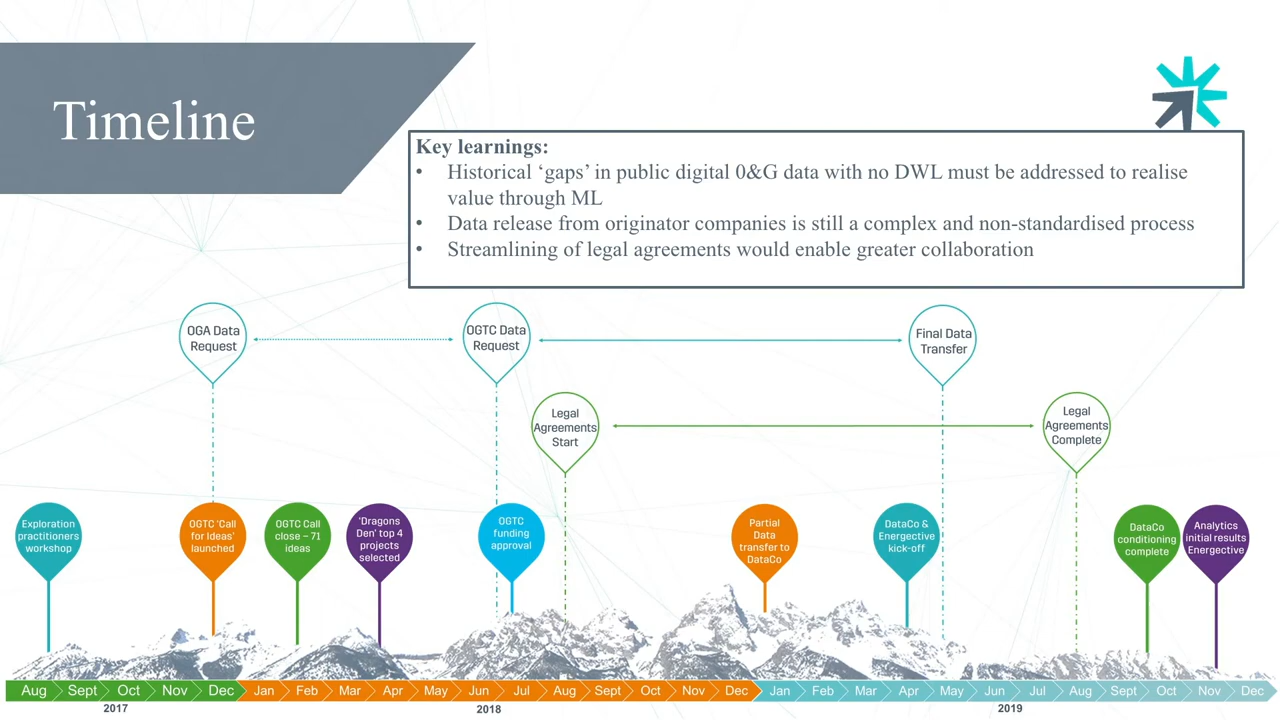 Timeline
Key learnings:
• Historical ‘gaps’ in public digital 0&G data with no DWL must be addressed to realise
value through ML
• Data release from originator companies is still a complex and non-standardised process
• Streamlining of legal agreements would enable greater collaboration
OGA Data
Request
OGTC Data
Request
Final Data
Transfer
Legal
Agreements
Start
Legal
Agreements
Complete
Exploration
practitioners
workshop
OGTC 'Call
for Ideas'
launched
OGTC Call
close – 71
ideas
'Dragons
Den' top 4
projects
selected
OGTC
funding
approval
Partial
Data
transfer to
DataCo
DataCo &
Energective
kick-off
DataCo
conditioning
complete
Analytics
initial results
Energective
Aug Sept Oct Nov Dec Jan Feb Mar Apr May Jun Jul Aug Sept Oct Nov Dec Jan Feb Mar Apr May Jun Jul Aug Sept Oct Nov Dec
2017 2018 2019